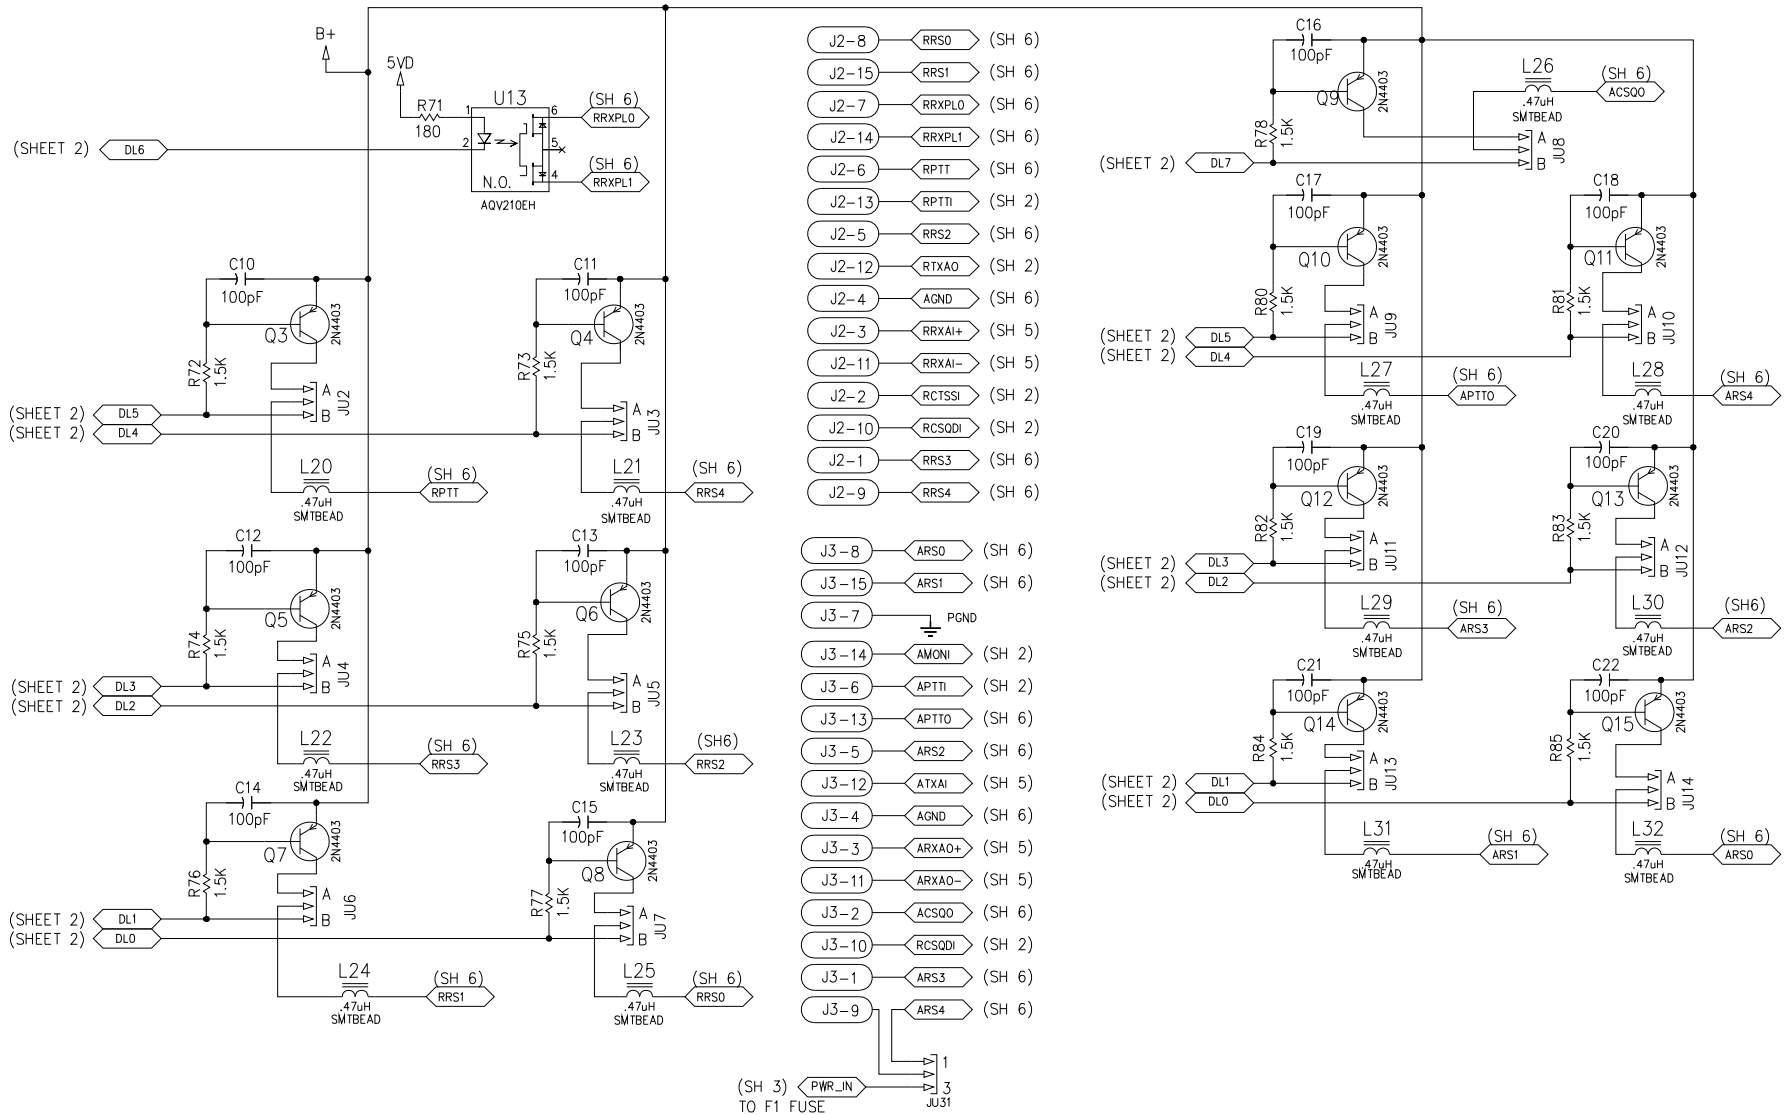 B+
5VD
R71
180
U13
1
2
6
5
4
N.O.
AQV210EH
(SH 6)
RRXPL0
(SH 6)
RRXPL1
(SHEET 2) DL6
C10
100pF
Q3
2N4403
R72
1.5K
A
B
JU2
(SHEET 2) DL5
(SHEET 2) DL4
L20
.47uH
SMTBEAD
(SH 6)
RPTT
C11
100pF
Q4
2N4403
R73
1.5K
A
B
JU3
L21
.47uH
SMTBEAD
(SH 6)
RRS4
C12
100pF
Q5
2N4403
R74
1.5K
A
B
JU4
(SHEET 2) DL3
(SHEET 2) DL2
L22
.47uH
SMTBEAD
(SH 6)
RRS3
C13
100pF
Q6
2N4403
R75
1.5K
A
B
JU5
L23
.47uH
SMTBEAD
(SH6)
RRS2
C14
100pF
Q7
2N4403
R76
1.5K
A
B
JU6
(SHEET 2) DL1
(SHEET 2) DL0
L24
.47uH
SMTBEAD
(SH 6)
RRS1
C15
100pF
Q8
2N4403
R77
1.5K
A
B
JU7
L25
.47uH
SMTBEAD
(SH 6)
RRS0
J2-8 RRS0 (SH 6)
J2-15 RRS1 (SH 6)
J2-7 RRXPL0 (SH 6)
J2-14 RRXPL1 (SH 6)
J2-6 RPTT (SH 6)
J2-13 RPTTI (SH 2)
J2-5 RRS2 (SH 6)
J2-12 RTXAO (SH 2)
J2-4 AGND (SH 6)
J2-3 RRXAI+ (SH 5)
J2-11 RRXAI- (SH 5)
J2-2 RCTSSI (SH 2)
J2-10 RCSQDI (SH 2)
J2-1 RRS3 (SH 6)
J2-9 RRS4 (SH 6)
J3-8 ARS0 (SH 6)
J3-15 ARS1 (SH 6)
J3-7 PGND
J3-14 AMONI (SH 2)
J3-6 APTTI (SH 2)
J3-13 APTTO (SH 6)
J3-5 ARS2 (SH 6)
J3-12 ATXAI (SH 5)
J3-4 AGND (SH 6)
J3-3 ARXAO+ (SH 5)
J3-11 ARXAO- (SH 5)
J3-2 ACSQO (SH 6)
J3-10 RCSQDI (SH 2)
J3-1 ARS3 (SH 6)
J3-9 ARS4 (SH 6)
1
3
JU31
(SH 3) PWR_IN
TO F1 FUSE
C16
100pF
Q9
2N4403
R78
1.5K
L26
.47uH
SMTBEAD
(SH 6)
ACSQO
A
B
JU8
(SHEET 2) DL7
C17
100pF
Q10
2N4403
R80
1.5K
A
B
JU9
(SHEET 2) DL5
(SHEET 2) DL4
L27
.47uH
SMTBEAD
(SH 6)
APTTO
C18
100pF
Q11
2N4403
R81
1.5K
A
B
JU10
L28
.47uH
SMTBEAD
(SH 6)
ARS4
C19
100pF
Q12
2N4403
R82
1.5K
A
B
JU11
(SHEET 2) DL3
(SHEET 2) DL2
L29
.47uH
SMTBEAD
(SH 6)
ARS3
C20
100pF
Q13
2N4403
R83
1.5K
A
B
JU12
L30
.47uH
SMTBEAD
(SH6)
ARS2
C21
100pF
Q14
2N4403
R84
1.5K
A
B
JU13
(SHEET 2) DL1
(SHEET 2) DL0
L31
.47uH
SMTBEAD
(SH 6)
ARS1
C22
100pF
Q15
2N4403
R85
1.5K
A
B
JU14
L32
.47uH
SMTBEAD
(SH 6)
ARS0